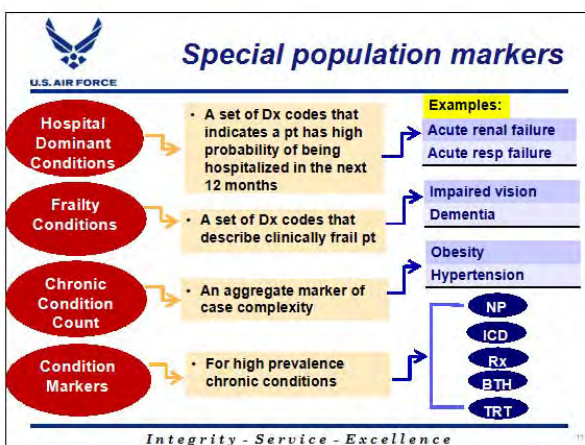 Special population markers
U.S. AIR FORCE
Hospital
Dominant
Conditions
• A set of Dx codes that
indicates a pt has high
probability of being
hospitalized in the next
12 months
Examples:
Acute renal failure
Acute resp failure
Frailty
Conditions
• A set of Dx codes that
describe clinically frail pt
Impaired vision
Dementia
Chronic
Condition
Count
• An aggregate marker of
case complexity
Obesity
Hypertension
Condition
Markers
• For high prevalence
chronic conditions
NP
ICD
Rx
BTH
TRT
Integrity - Service - Excellence